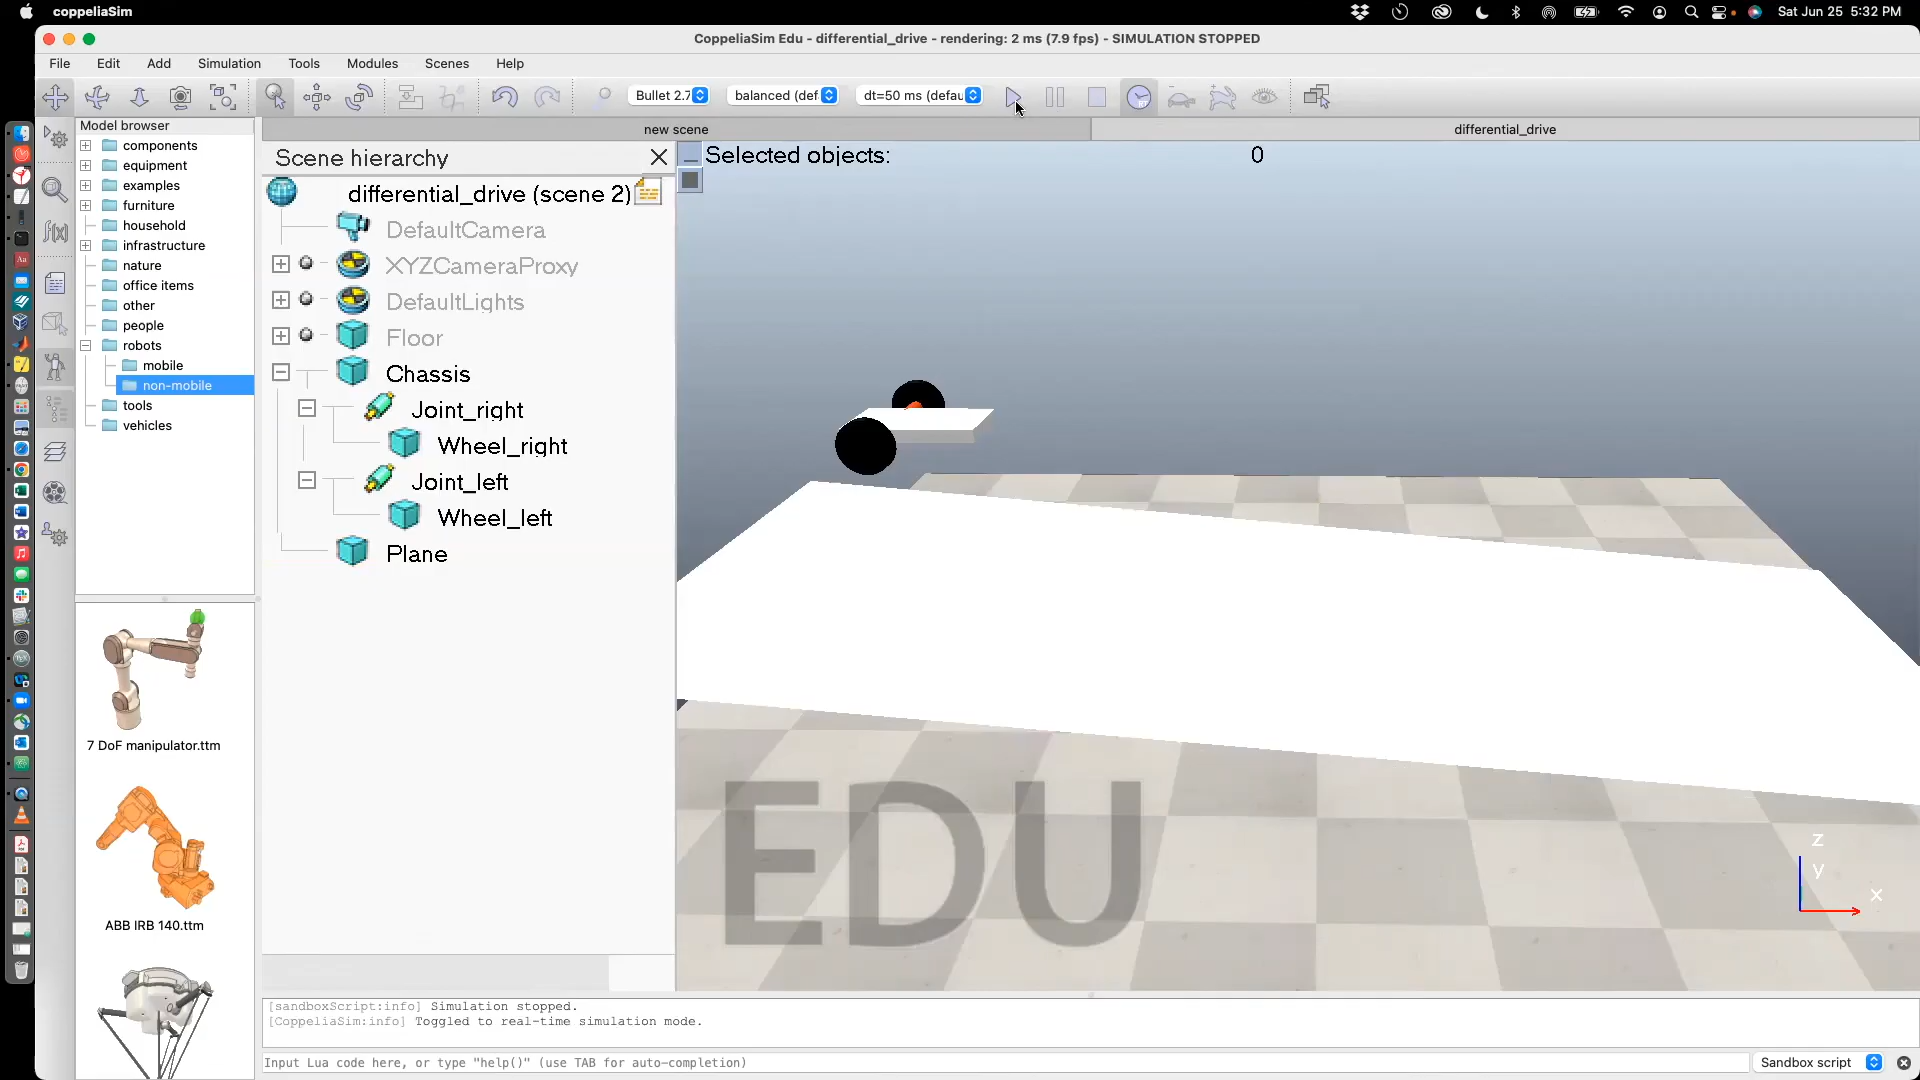 coppeliaSim
Sat Jun 25 5:32 PM
CoppeliaSim Edu - differential_drive - rendering: 2 ms (7.9 fps) - SIMULATION STOPPED
File Edit Add Simulation Tools Modules Scenes Help
Bullet 2.7 balanced (def dt=50 ms (defau
RT
new scene differential_drive
Model browser
components
equipment
examples
furniture
household
infrastructure
nature
office items
other
people
robots
mobile
non-mobile
tools
vehicles
7 DoF manipulator.ttm
ABB IRB 140.ttm
f(x)
Scene hierarchy
differential_drive (scene 2)
DefaultCamera
XYZCameraProxy
DefaultLights
Floor
Chassis
Joint_right
Wheel_right
Joint_left
Wheel_left
Plane
Selected objects: 0
EDU
z
y
x
[sandboxScript:info] Simulation stopped.
[CoppeliaSim:info] Toggled to real-time simulation mode.
Input Lua code here, or type "help()" (use TAB for auto-completion)
Sandbox script